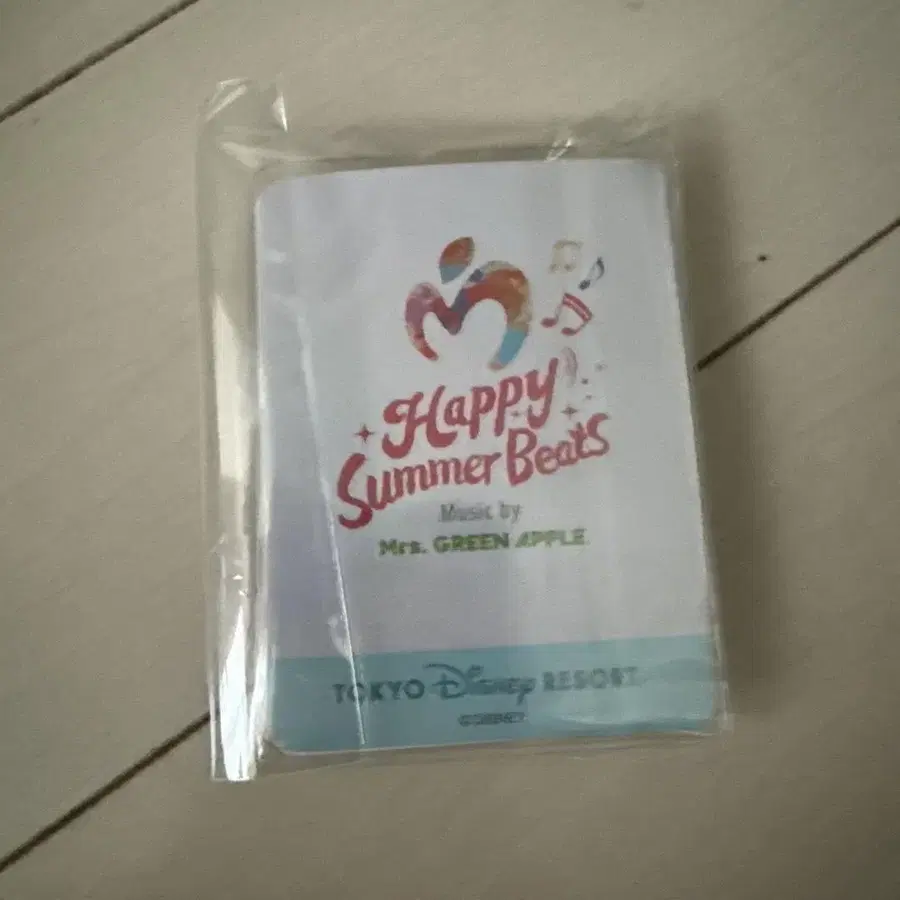 Happy
Summer Beats
Music by
Mrs. GREEN APPLE
TOKYO Disney RESORT
©DISNEY